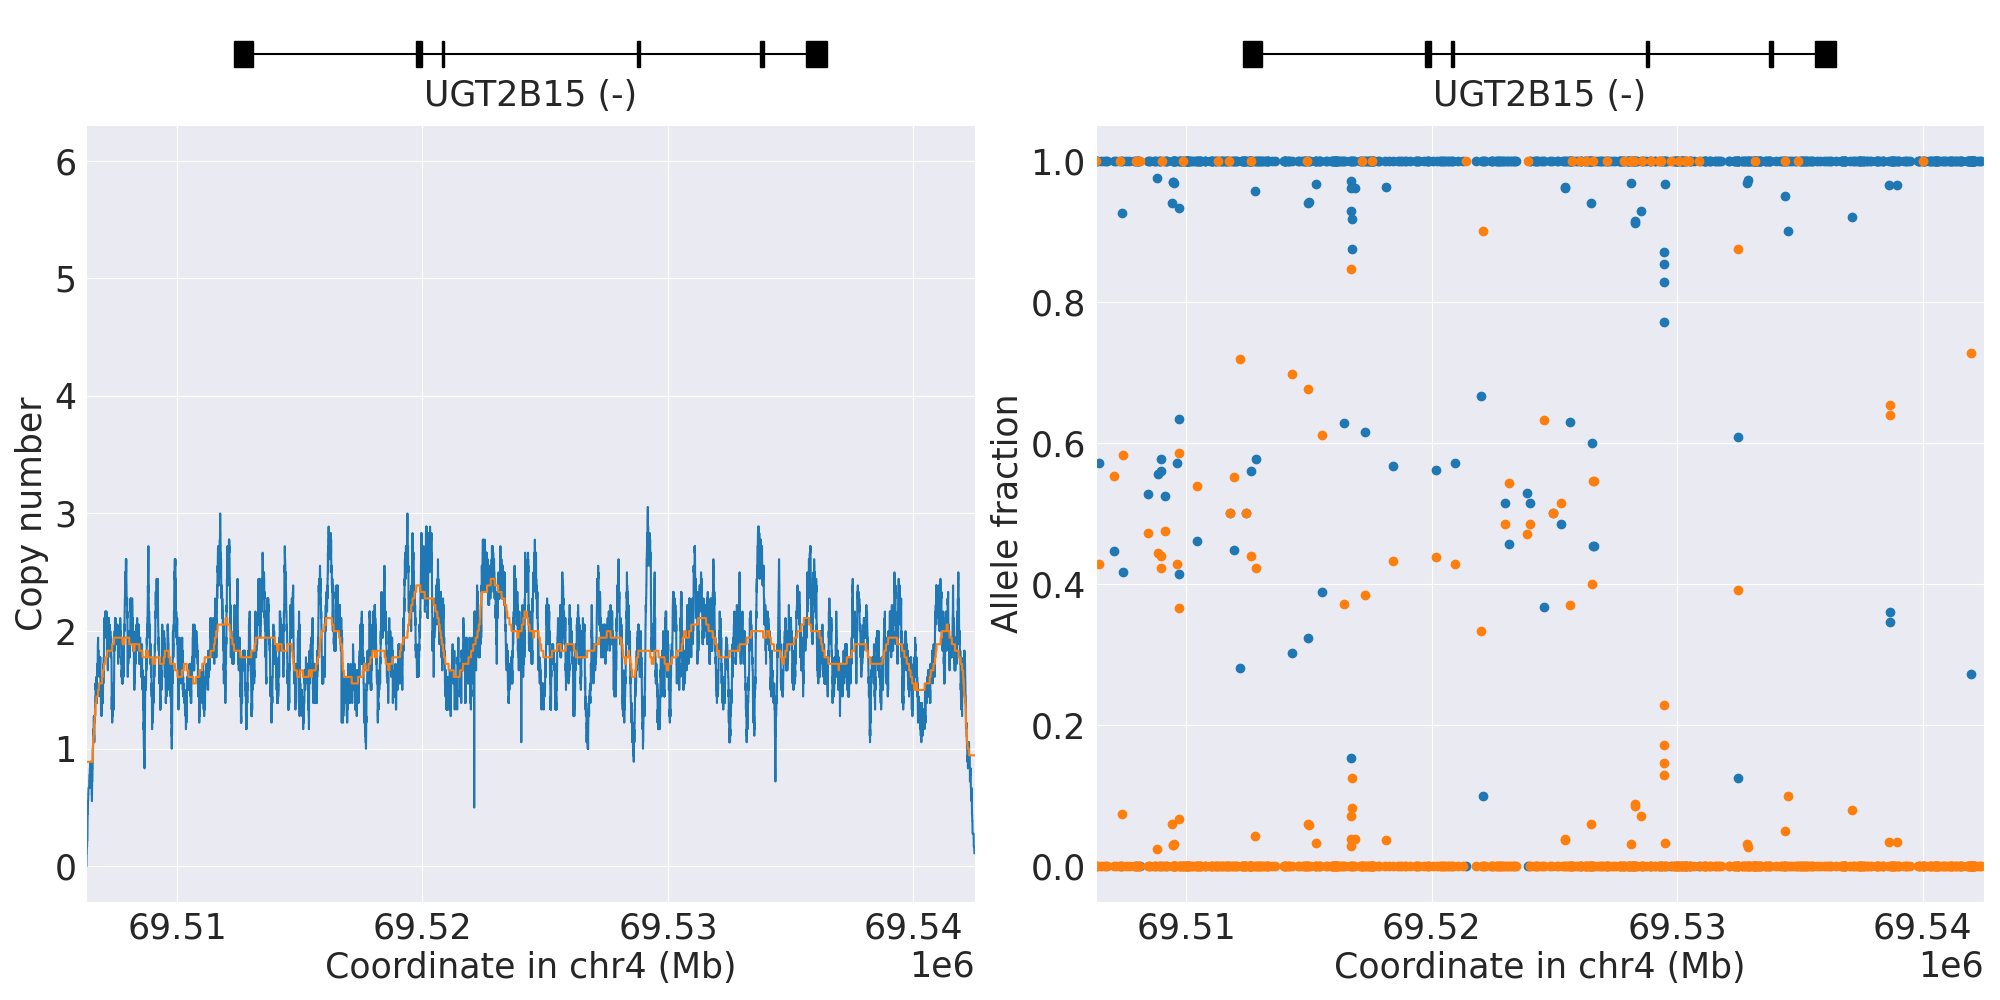 UGT2B15 (-)
6
5
4
3
2
1
0
Copy number
69.51 69.52 69.53 69.54
Coordinate in chr4 (Mb) 1e6
UGT2B15 (-)
1.0
0.8
0.6
0.4
0.2
0.0
Allele fraction
69.51 69.52 69.53 69.54
Coordinate in chr4 (Mb) 1e6